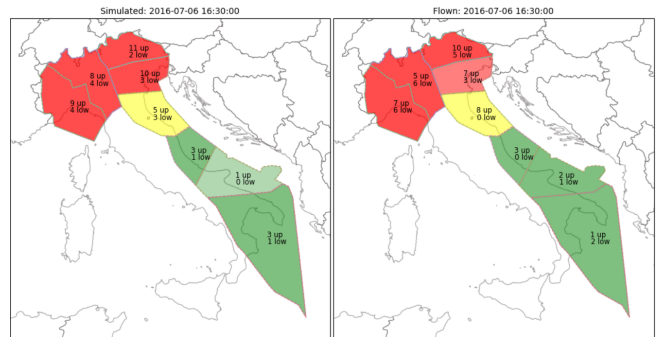 Simulated: 2016-07-06 16:30:00
11 up
2 low
8 up
4 low
10 up
3 low
9 up
4 low
5 up
3 low
3 up
1 low
1 up
0 low
3 up
1 low
Flown: 2016-07-06 16:30:00
10 up
5 low
5 up
6 low
7 up
3 low
7 up
6 low
8 up
0 low
3 up
0 low
2 up
1 low
1 up
2 low